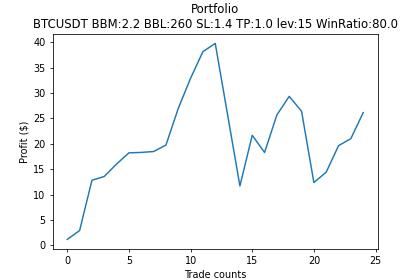 Portfolio
BTCUSDT BBM:2.2 BBL:260 SL:1.4 TP:1.0 lev:15 WinRatio:80.0
40
35
30
25
20
15
10
5
0
Profit ($)
0 5 10 15 20 25
Trade counts